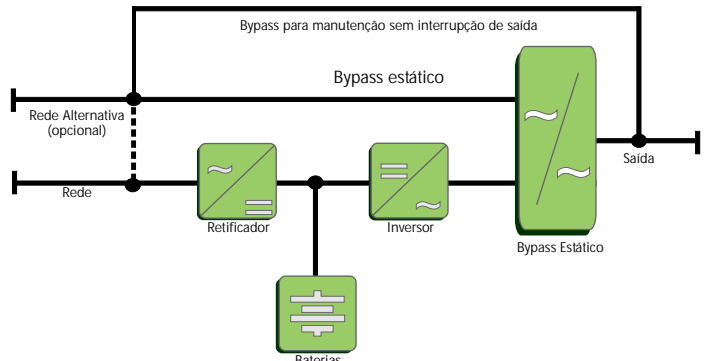 Bypass para manutenção sem interrupção de saída
Bypass estático
Rede Alternativa
(opcional)
Rede
Retificador
Inversor
Saída
Bypass Estático
Baterias